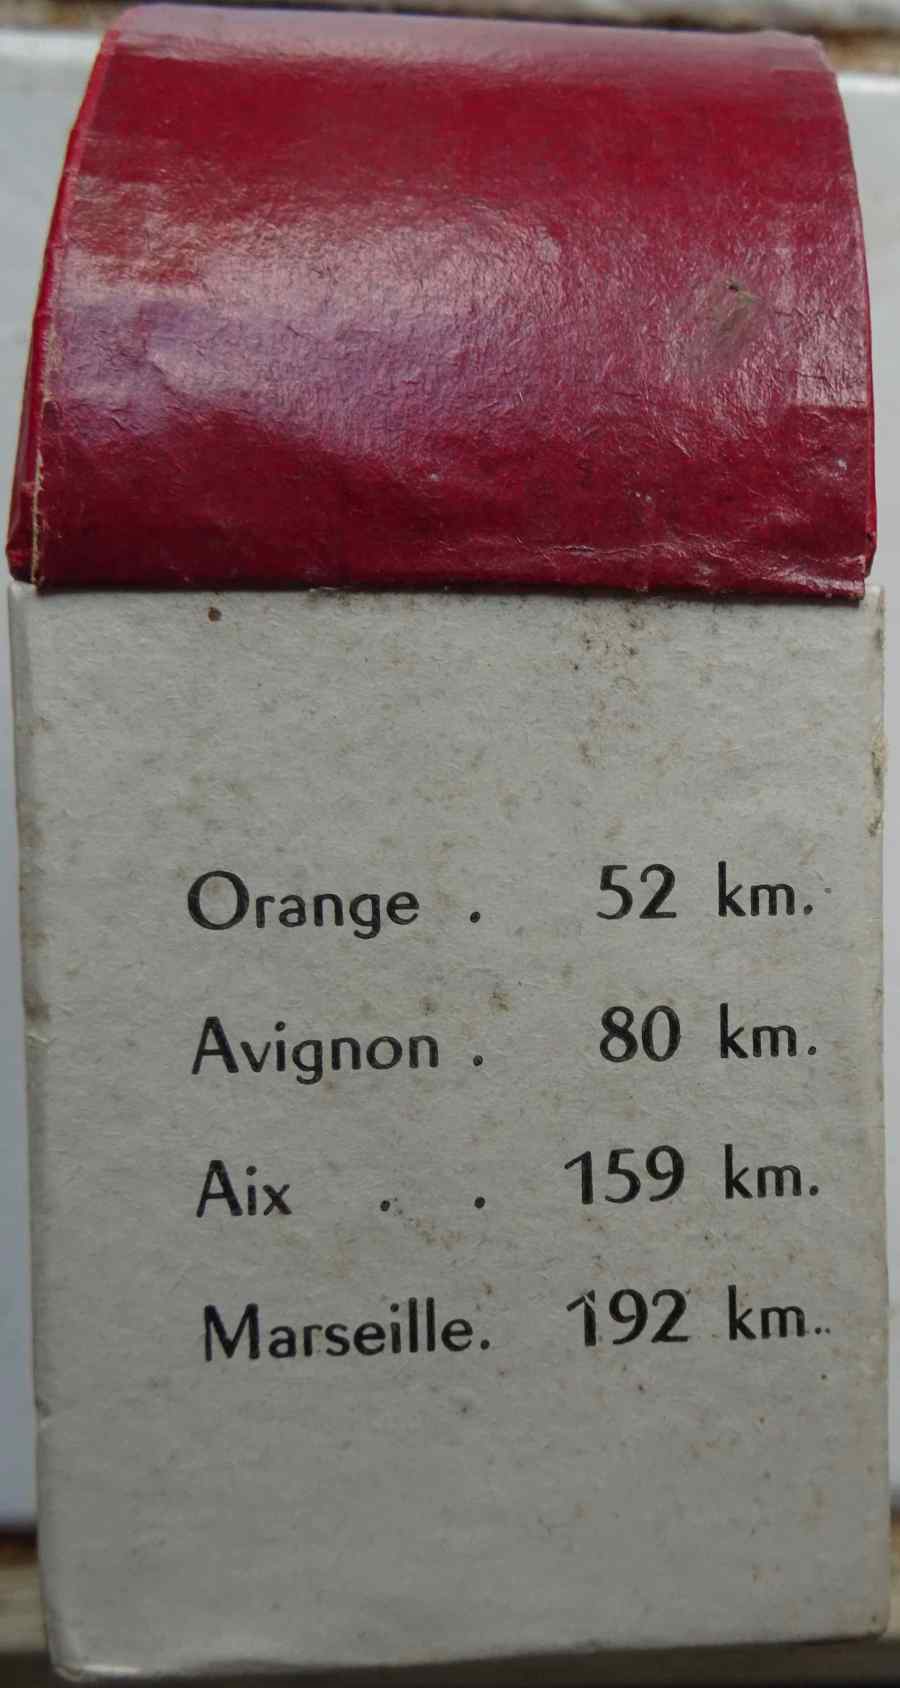 Orange . 52 km.
Avignon . 80 km.
Aix . . 159 km.
Marseille. 192 km.